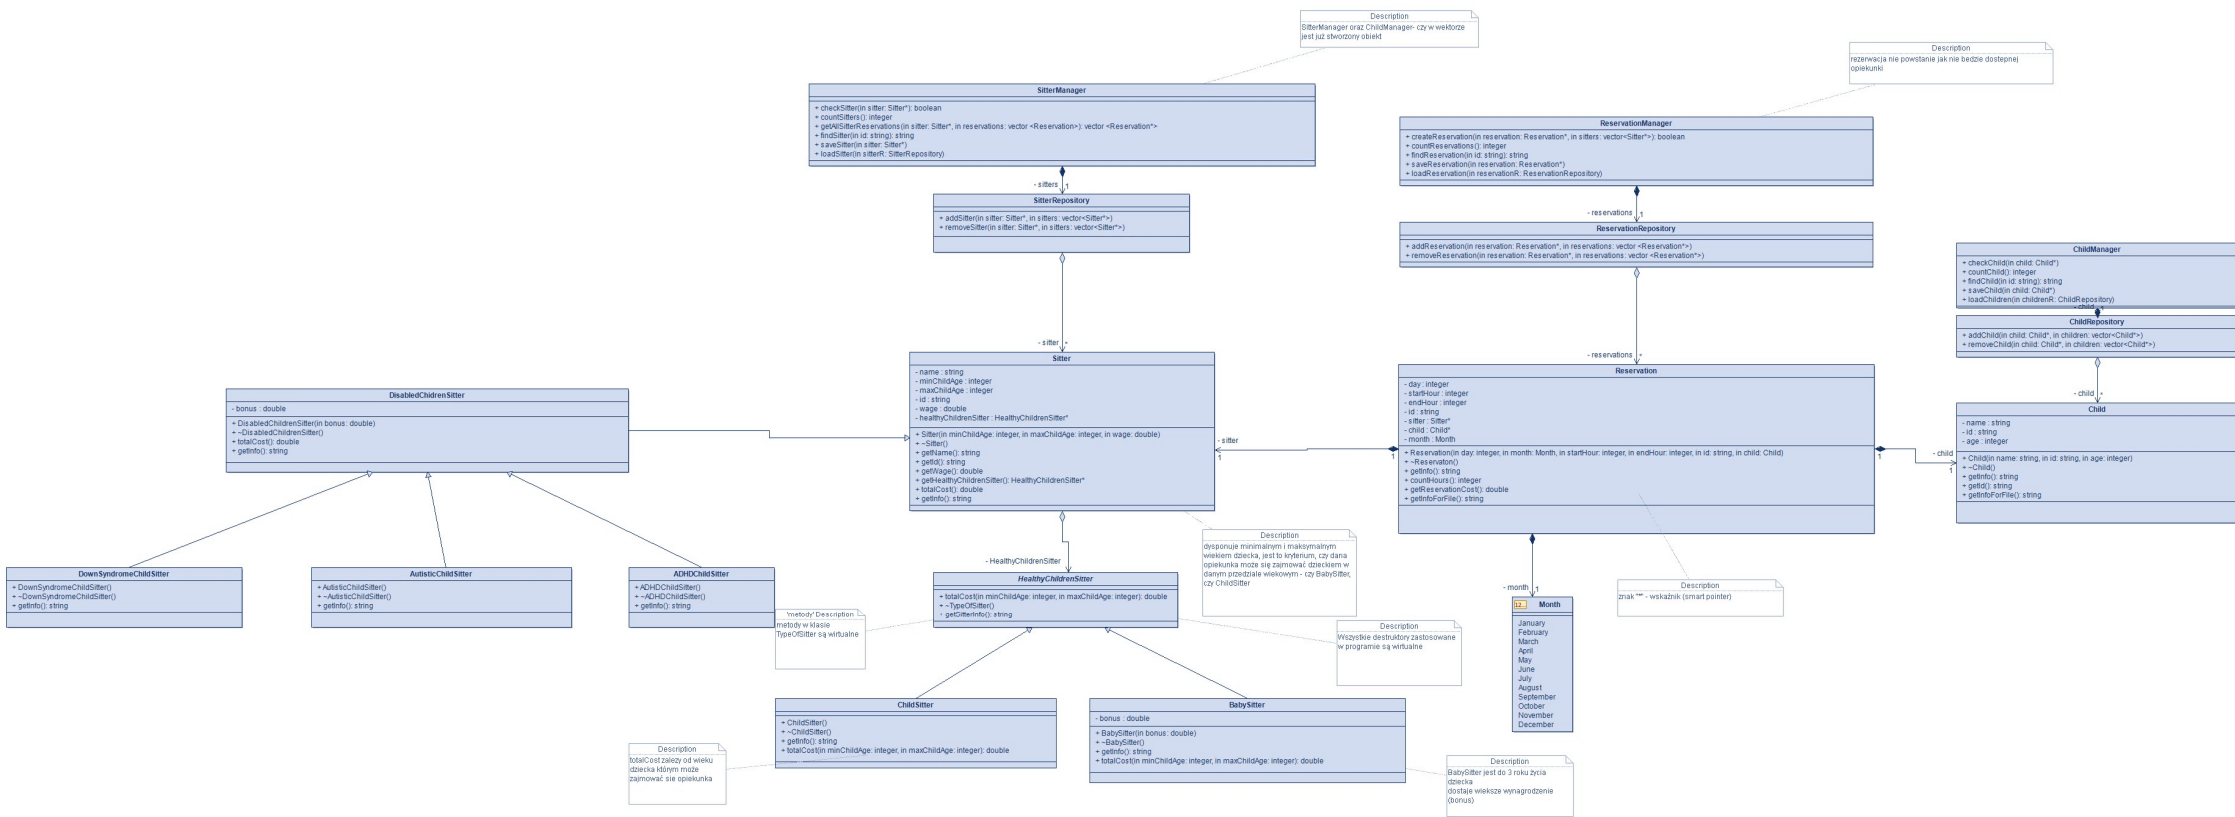 Description
SitterManager oraz ChildManager- czy w wektorze
jest już stworzony obiekt
Description
rezerwacja nie powstanie jak nie bedzie dostepnej
opiekunki
SitterManager
+ checkSitter(in sitter: Sitter*): boolean
+ countSitters(): integer
+ getAllSitterReservations(in sitter: Sitter*, in reservations: vector <Reservation>): vector <Reservation*>
+ findSitter(in id: string): string
+ saveSitter(in sitter: Sitter*)
+ loadSitter(in sitterR: SitterRepository)
- sitters
1
SitterRepository
+ addSitter(in sitter: Sitter*, in sitters: vector<Sitter*>)
+ removeSitter(in sitter: Sitter*, in sitters: vector<Sitter*>)
- sitter
*
ReservationManager
+ createReservation(in reservation: Reservation*, in sitters: vector<Sitter*>): boolean
+ countReservations(): integer
+ findReservation(in id: string): string
+ saveReservation(in reservation: Reservation*)
+ loadReservation(in reservationR: ReservationRepository)
- reservations
1
ReservationRepository
+ addReservation(in reservation: Reservation*, in reservations: vector <Reservation*>)
+ removeReservation(in reservation: Reservation*, in reservations: vector <Reservation*>)
- reservations
*
ChildManager
+ checkChild(in child: Child*)
+ countChild(): integer
+ findChild(in id: string): string
+ saveChild(in child: Child*)
+ loadChildren(in childrenR: ChildRepository)
- child
1
ChildRepository
+ addChild(in child: Child*, in children: vector<Child*>)
+ removeChild(in child: Child*, in children: vector<Child*>)
- child
*
DisabledChidrenSitter
- bonus : double
+ DisabledChildrenSitter(in bonus: double)
+ ~DisabledChildrenSitter()
+ totalCost(): double
+ getInfo(): string
Sitter
- name : string
- minChildAge : integer
- maxChildAge : integer
- id : string
- wage : double
- healthyChildrenSitter : HealthyChildrenSitter*
+ Sitter(in minChildAge: integer, in maxChildAge: integer, in wage: double)
+ ~Sitter()
+ getName(): string
+ getId(): string
+ getWage(): double
+ getHealthyChildrenSitter(): HealthyChildrenSitter*
+ totalCost(): double
+ getInfo(): string
- sitter
1
1
Reservation
- day : integer
- startHour : integer
- endHour : integer
- id : string
- sitter : Sitter*
- child : Child*
- month : Month
+ Reservation(in day: integer, in month: Month, in startHour: integer, in endHour: integer, in id: string, in child: Child)
+ ~Reservaton()
+ getInfo(): string
+ countHours(): integer
+ getReservationCost(): double
+ getInfoForFile(): string
1
- child
1
Child
- name : string
- id : string
- age : integer
+ Child(in name: string, in id: string, in age: integer)
+ ~Child()
+ getInfo(): string
+ getId(): string
+ getInfoForFile(): string
DownSyndromeChildSitter
+ DownSyndromeChildSitter()
+ ~DownSyndromeChildSitter()
+ getInfo(): string
AutisticChildSitter
+ AutisticChildSitter()
+ ~AutisticChildSitter()
+ getInfo(): string
ADHDChildSitter
+ ADHDChildSitter()
+ ~ADHDChildSitter()
+ getInfo(): string
'metody' Description
metody w klasie
TypeOfSitter są wirtualne
- HealthyChildrenSitter
HealthyChildrenSitter
+ totalCost(in minChildAge: integer, in maxChildAge: integer): double
+ ~TypeOfSitter()
- getSitterInfo(): string
Description
dysponuje minimalnym i maksymalnym
wiekiem dziecka, jest to kryterium, czy dana
opiekunka może się zajmować dzieckiem w
danym przedziale wiekowym - czy BabySitter,
czy ChildSitter
Description
Wszystkie destruktory zastosowane
w programie są wirtualne
- month
1
12..
Month
January
February
March
April
May
June
July
August
September
October
November
December
Description
znak "*" - wskaźnik (smart pointer)
ChildSitter
+ ChildSitter()
+ ~ChildSitter()
+ getInfo(): string
+ totalCost(in minChildAge: integer, in maxChildAge: integer): double
BabySitter
- bonus : double
+ BabySitter(in bonus: double)
+ ~BabySitter()
+ getInfo(): string
+ totalCost(in minChildAge: integer, in maxChildAge: integer): double
Description
totalCost zalezy od wieku
dziecka którym może
zajmować sie opiekunka
Description
BabySitter jest do 3 roku życia
dziecka
dostaje wieksze wynagrodzenie
(bonus)